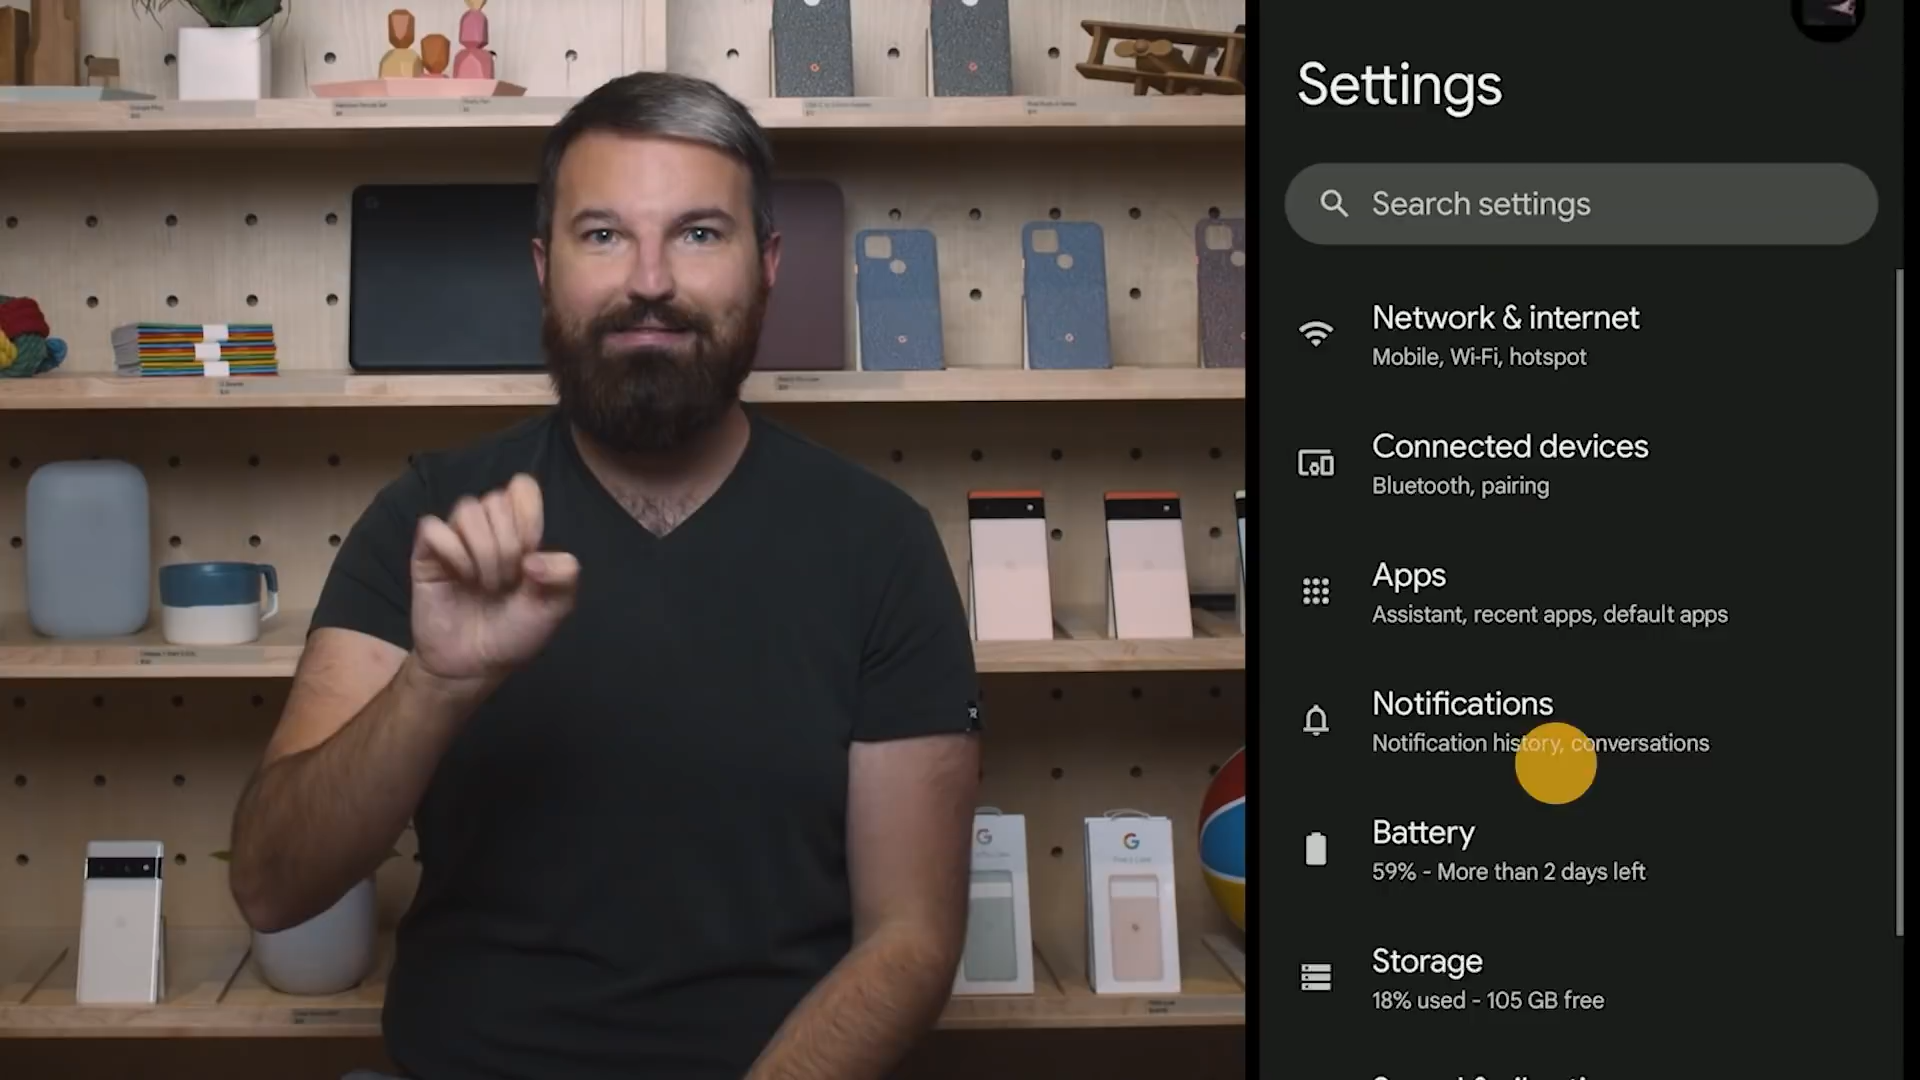 Settings
Search settings
Network & internet
Mobile, Wi-Fi, hotspot
Connected devices
Bluetooth, pairing
Apps
Assistant, recent apps, default apps
Notifications
Notification history, conversations
Battery
59% - More than 2 days left
Storage
18% used - 105 GB free